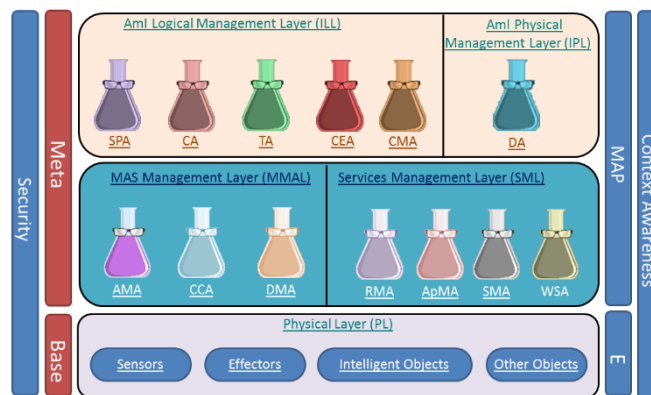 AmI Logical Management Layer (ILL)
AmI Physical
Management Layer (IPL)
SPA
CA
TA
CEA
CMA
DA
MAS Management Layer (MMAL)
Services Management Layer (SML)
AMA
CCA
DMA
RMA
ApMA
SMA
WSA
Physical Layer (PL)
Sensors
Effectors
Intelligent Objects
Other Objects
Security
Meta
Base
MAP
E
Context Awareness